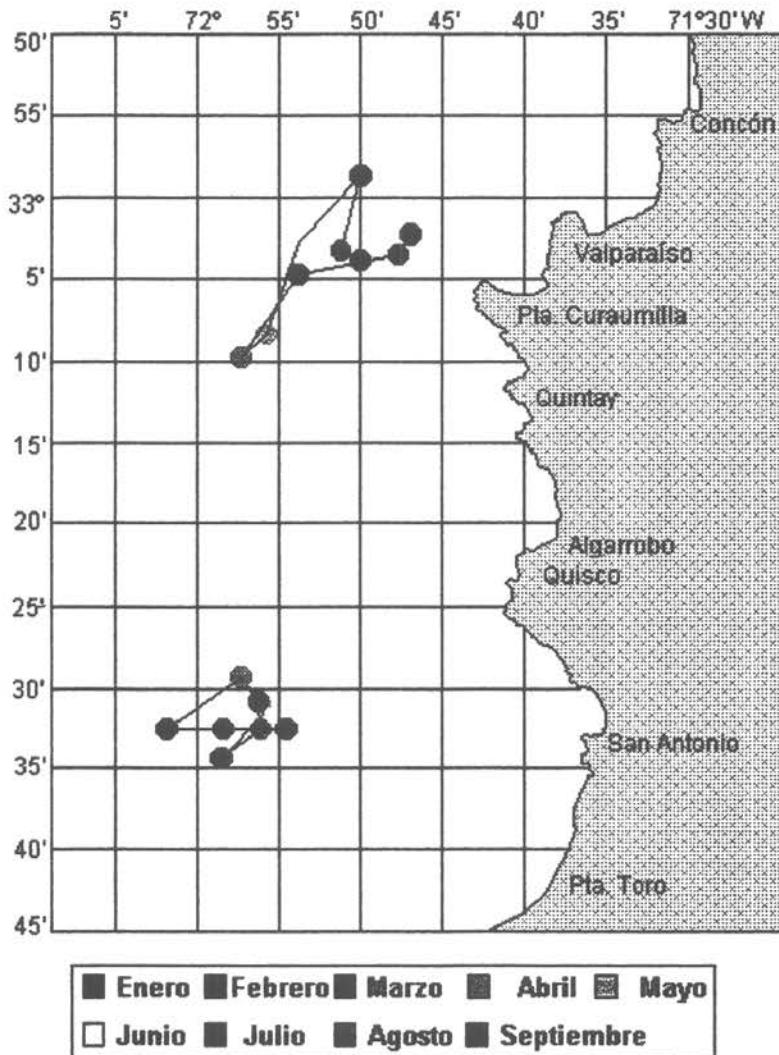 5' 72° 55' 50' 45' 40' 35' 71°30'W
50'
55'
Concón
33°
Valparaíso
5'
Pta. Curaumilla
10'
Quintay
15'
20'
Algarrobo
Quisco
25'
30'
San Antonio
35'
40'
Pta. Toro
45'
Enero Febrero Marzo Abril Mayo
Junio Julio Agosto Septiembre